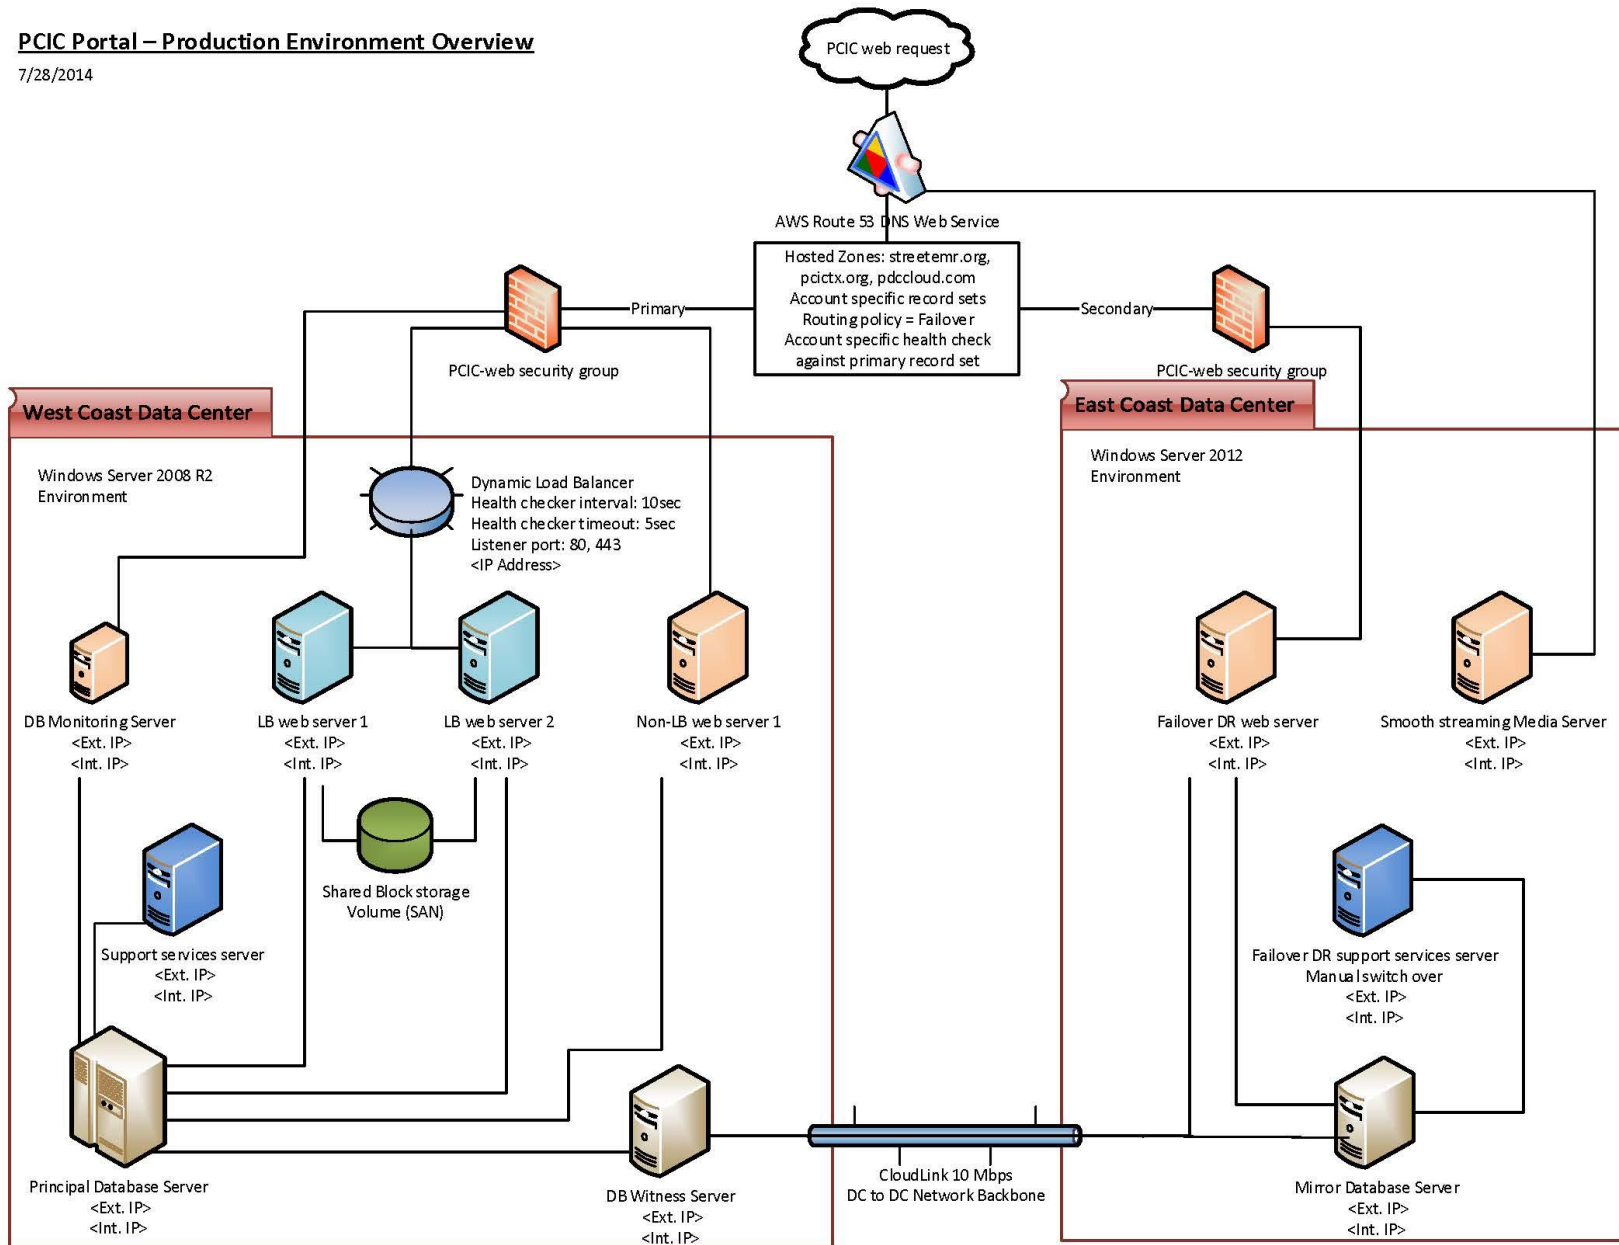 PCIC Portal – Production Environment Overview
7/28/2014
PCIC web request
AWS Route 53 DNS Web Service
Hosted Zones: streetemr.org,
pcictx.org, pdccloud.com
Account specific record sets
Routing policy = Failover
Account specific health check
against primary record set
Primary
Secondary
PCIC-web security group
PCIC-web security group
West Coast Data Center
Windows Server 2008 R2
Environment
Dynamic Load Balancer
Health checker interval: 10sec
Health checker timeout: 5sec
Listener port: 80, 443
<IP Address>
East Coast Data Center
Windows Server 2012
Environment
DB Monitoring Server
<Ext. IP>
<Int. IP>
LB web server 1
<Ext. IP>
<Int. IP>
LB web server 2
<Ext. IP>
<Int. IP>
Non-LB web server 1
<Ext. IP>
<Int. IP>
Failover DR web server
<Ext. IP>
<Int. IP>
Smooth streaming Media Server
<Ext. IP>
<Int. IP>
Shared Block storage
Volume (SAN)
Support services server
<Ext. IP>
<Int. IP>
Failover DR support services server
Manual switch over
<Ext. IP>
<Int. IP>
Principal Database Server
<Ext. IP>
<Int. IP>
DB Witness Server
<Ext. IP>
<Int. IP>
CloudLink 10 Mbps
DC to DC Network Backbone
Mirror Database Server
<Ext. IP>
<Int. IP>